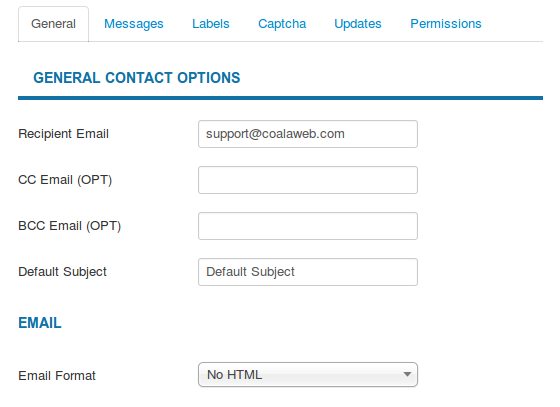 General Messages Labels Captcha Updates Permissions
GENERAL CONTACT OPTIONS
Recipient Email support@coalaweb.com
CC Email (OPT)
BCC Email (OPT)
Default Subject Default Subject
EMAIL
Email Format No HTML